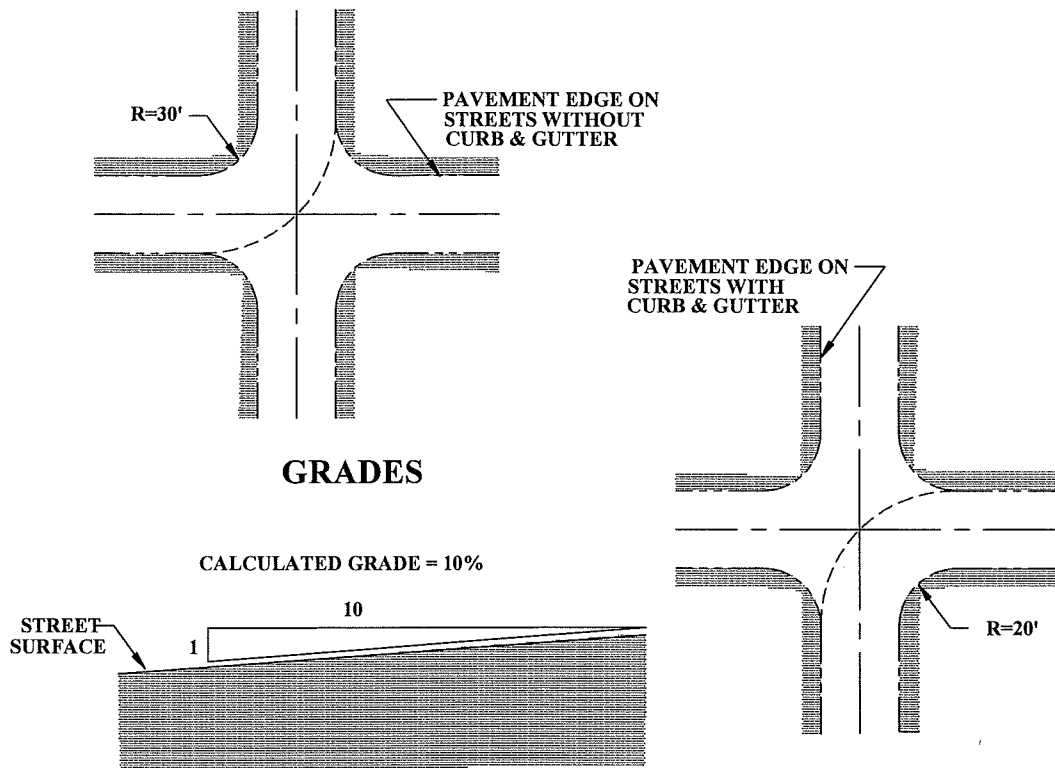 R=30'
PAVEMENT EDGE ON
STREETS WITHOUT
CURB & GUTTER
PAVEMENT EDGE ON
STREETS WITH
CURB & GUTTER
R=20'
GRADES
CALCULATED GRADE = 10%
10
1
STREET
SURFACE